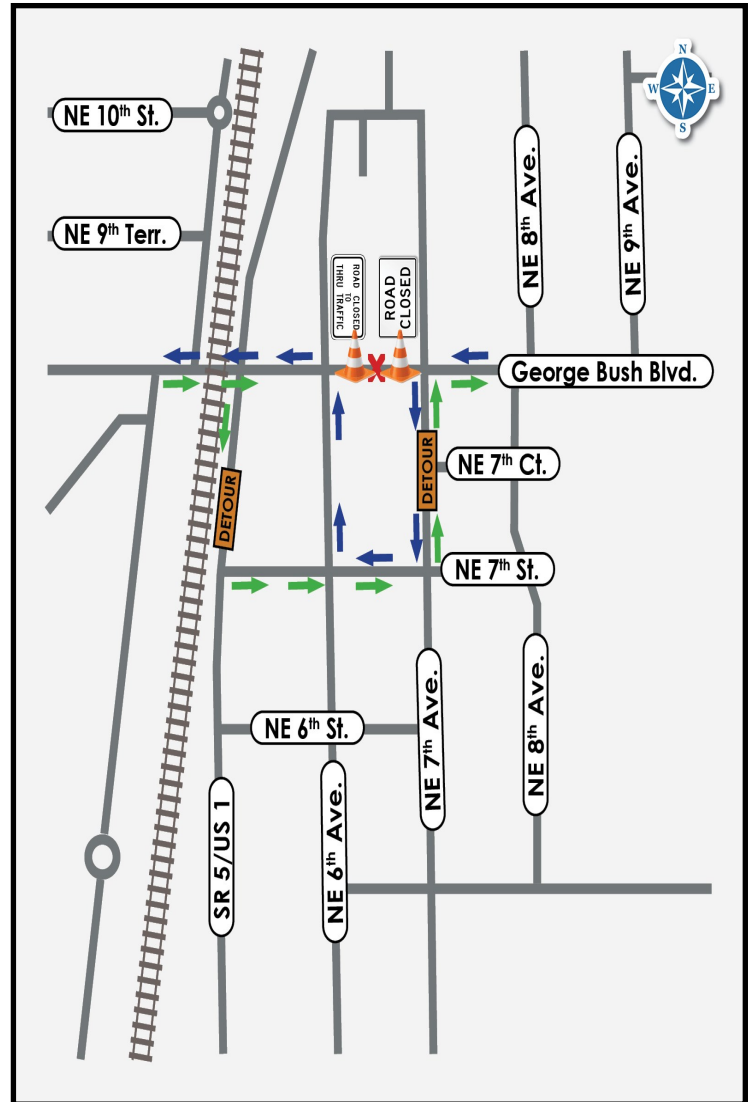 N
W
E
S
NE 10th St.
NE 8th Ave.
NE 9th Ave.
NE 9th Terr.
ROAD CLOSED
TO
THRU TRAFFIC
ROAD
CLOSED
George Bush Blvd.
DETOUR
NE 7th Ct.
DETOUR
NE 7th St.
NE 6th St.
NE 7th Ave.
NE 8th Ave.
SR 5/US 1
NE 6th Ave.